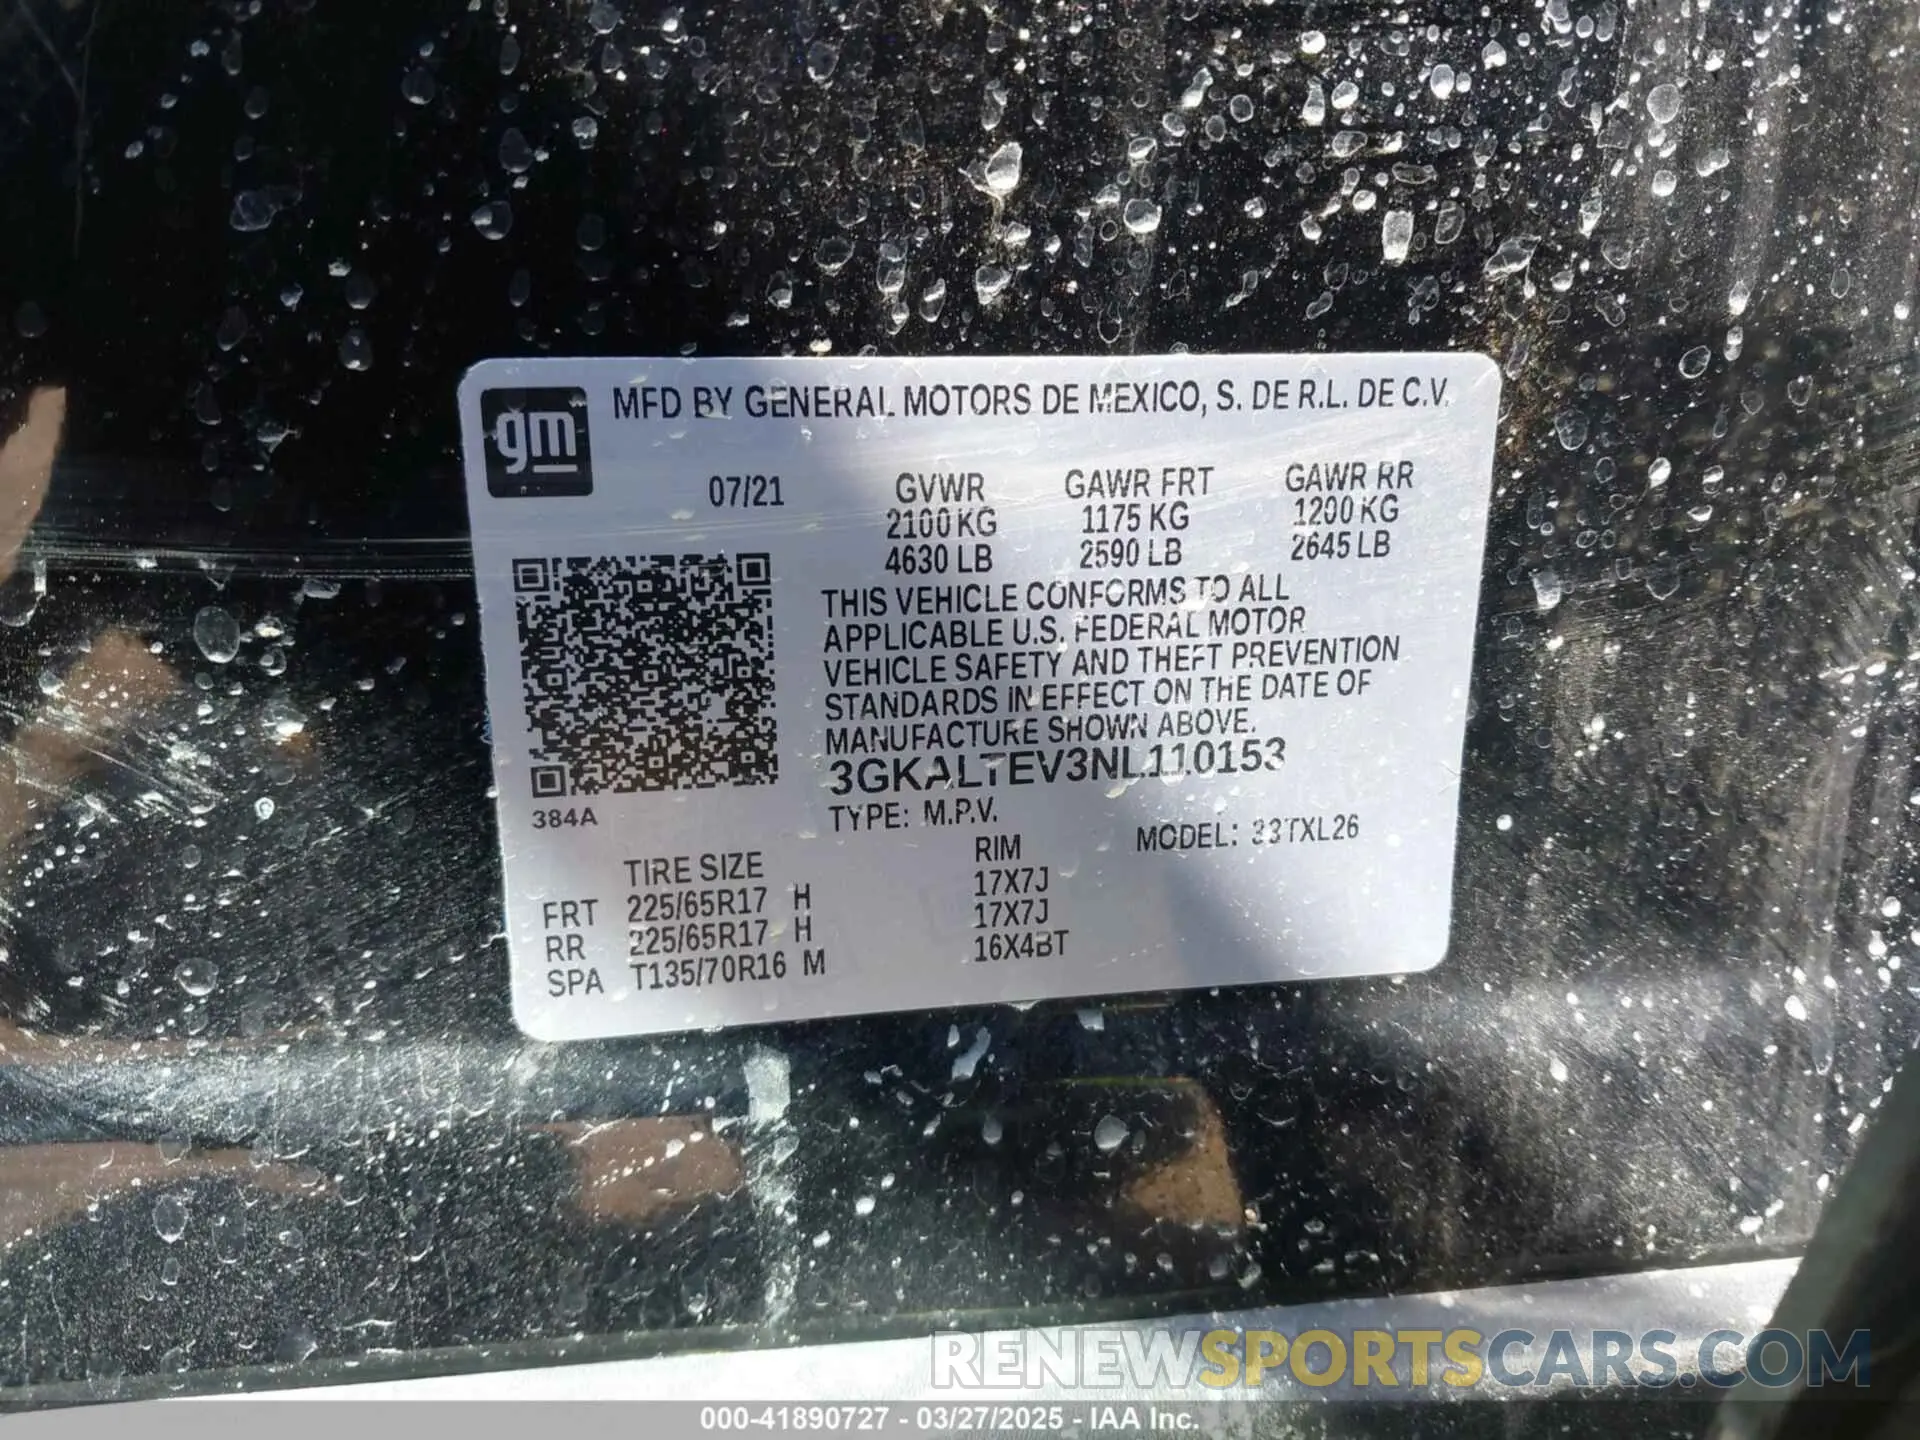 gm
MFD BY GENERAL MOTORS DE MEXICO, S. DE R.L. DE C.V.
07/21 GVWR GAWR FRT GAWR RR
2100 KG 1175 KG 1200 KG
4630 LB 2590 LB 2645 LB
THIS VEHICLE CONFORMS TO ALL
APPLICABLE U.S. FEDERAL MOTOR
VEHICLE SAFETY AND THEFT PREVENTION
STANDARDS IN EFFECT ON THE DATE OF
MANUFACTURE SHOWN ABOVE.
3GKALTEV3NL110153
384A
TYPE: M.P.V. MODEL: 33TXL26
TIRE SIZE RIM
FRT 225/65R17 H 17X7J
RR 225/65R17 H 17X7J
SPA T135/70R16 M 16X4BT
RENEWSPORTSCARS.COM
000-41890727 - 03/27/2025 - IAA Inc.